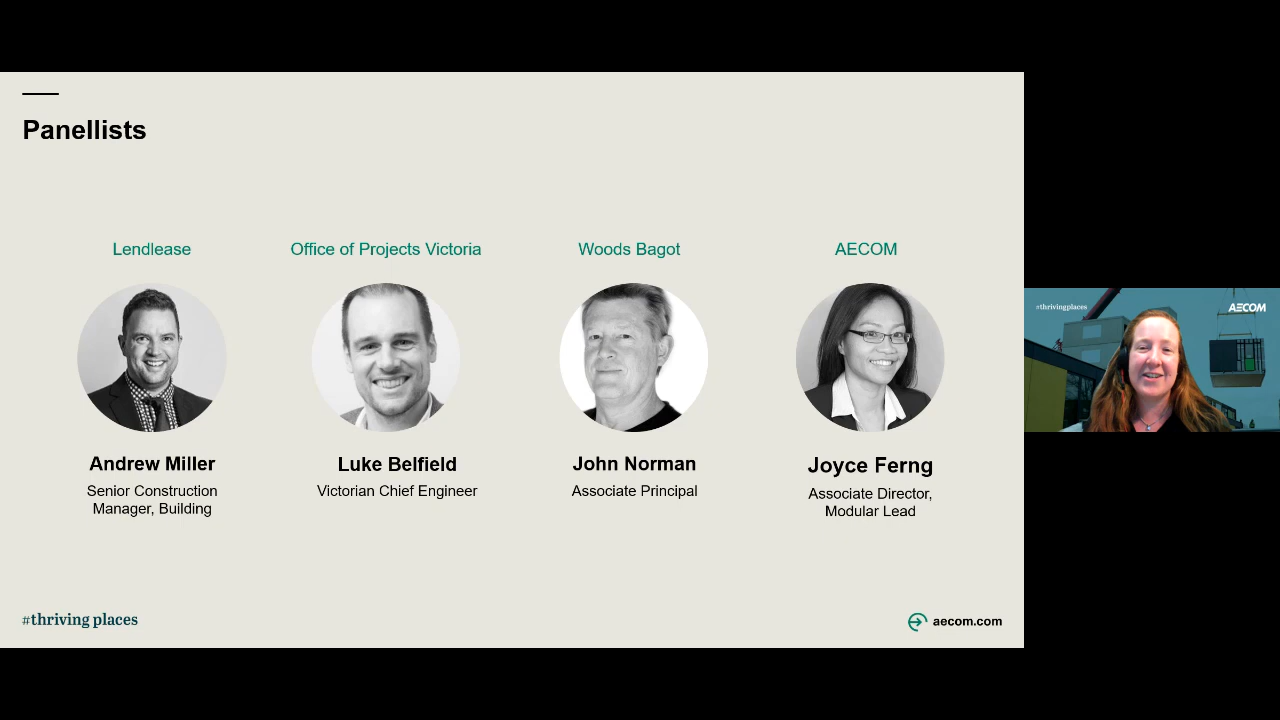 Panellists
Lendlease
Office of Projects Victoria
Woods Bagot
AECOM
Andrew Miller
Senior Construction
Manager, Building
Luke Belfield
Victorian Chief Engineer
John Norman
Associate Principal
Joyce Ferng
Associate Director,
Modular Lead
#thriving places
aecom.com
#thrivingplaces
AECOM